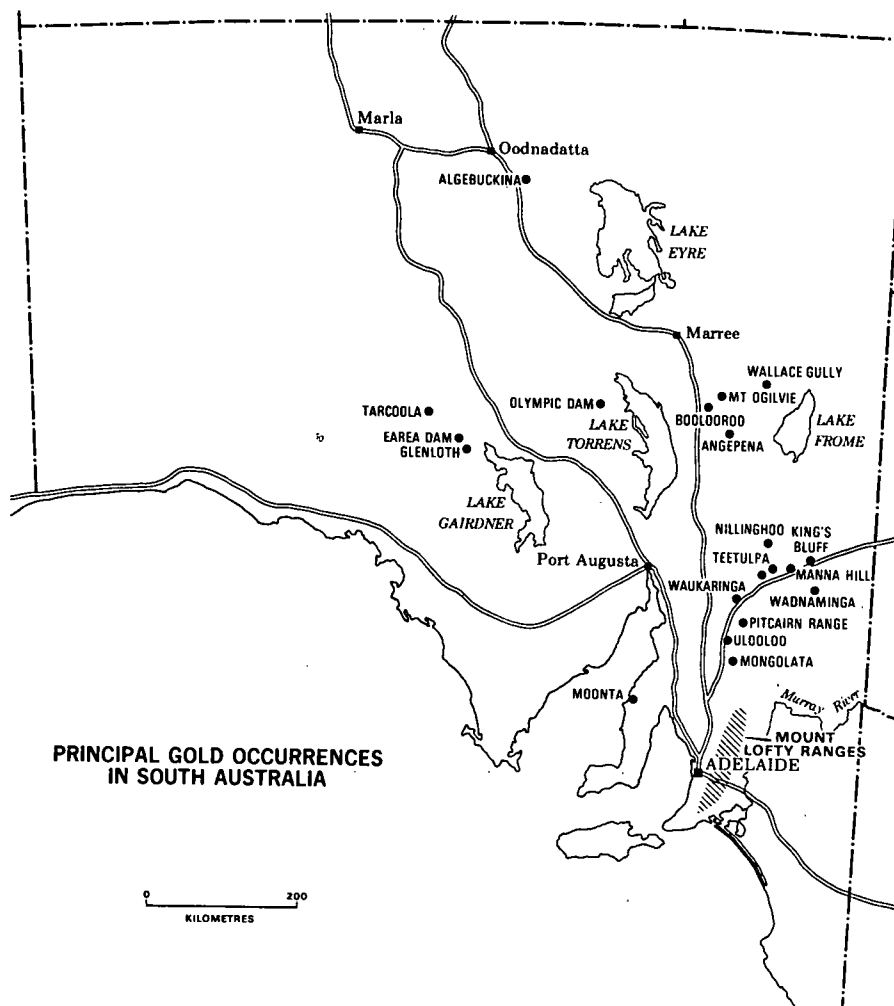 Marla
Oodnadatta
ALGEBUCKINA
LAKE
EYRE
Marree
WALLACE GULLY
MT OGILVIE
TARCOOLA
OLYMPIC DAM
BOOLOOROO
LAKE
TORRENS
LAKE
FROME
ANGEPENA
EAREA DAM
GLENLOTH
LAKE
GAIRDNER
NILLINGHOO
KING'S
BLUFF
Port Augusta
TEETULPA
MANNA HILL
WAUKARINGA
WADNAMINGA
PITCAIRN RANGE
ULOOLOO
MONGOLATA
MOONTA
Murray River
MOUNT
LOFTY RANGES
ADELAIDE
PRINCIPAL GOLD OCCURRENCES
IN SOUTH AUSTRALIA
0 200
KILOMETRES